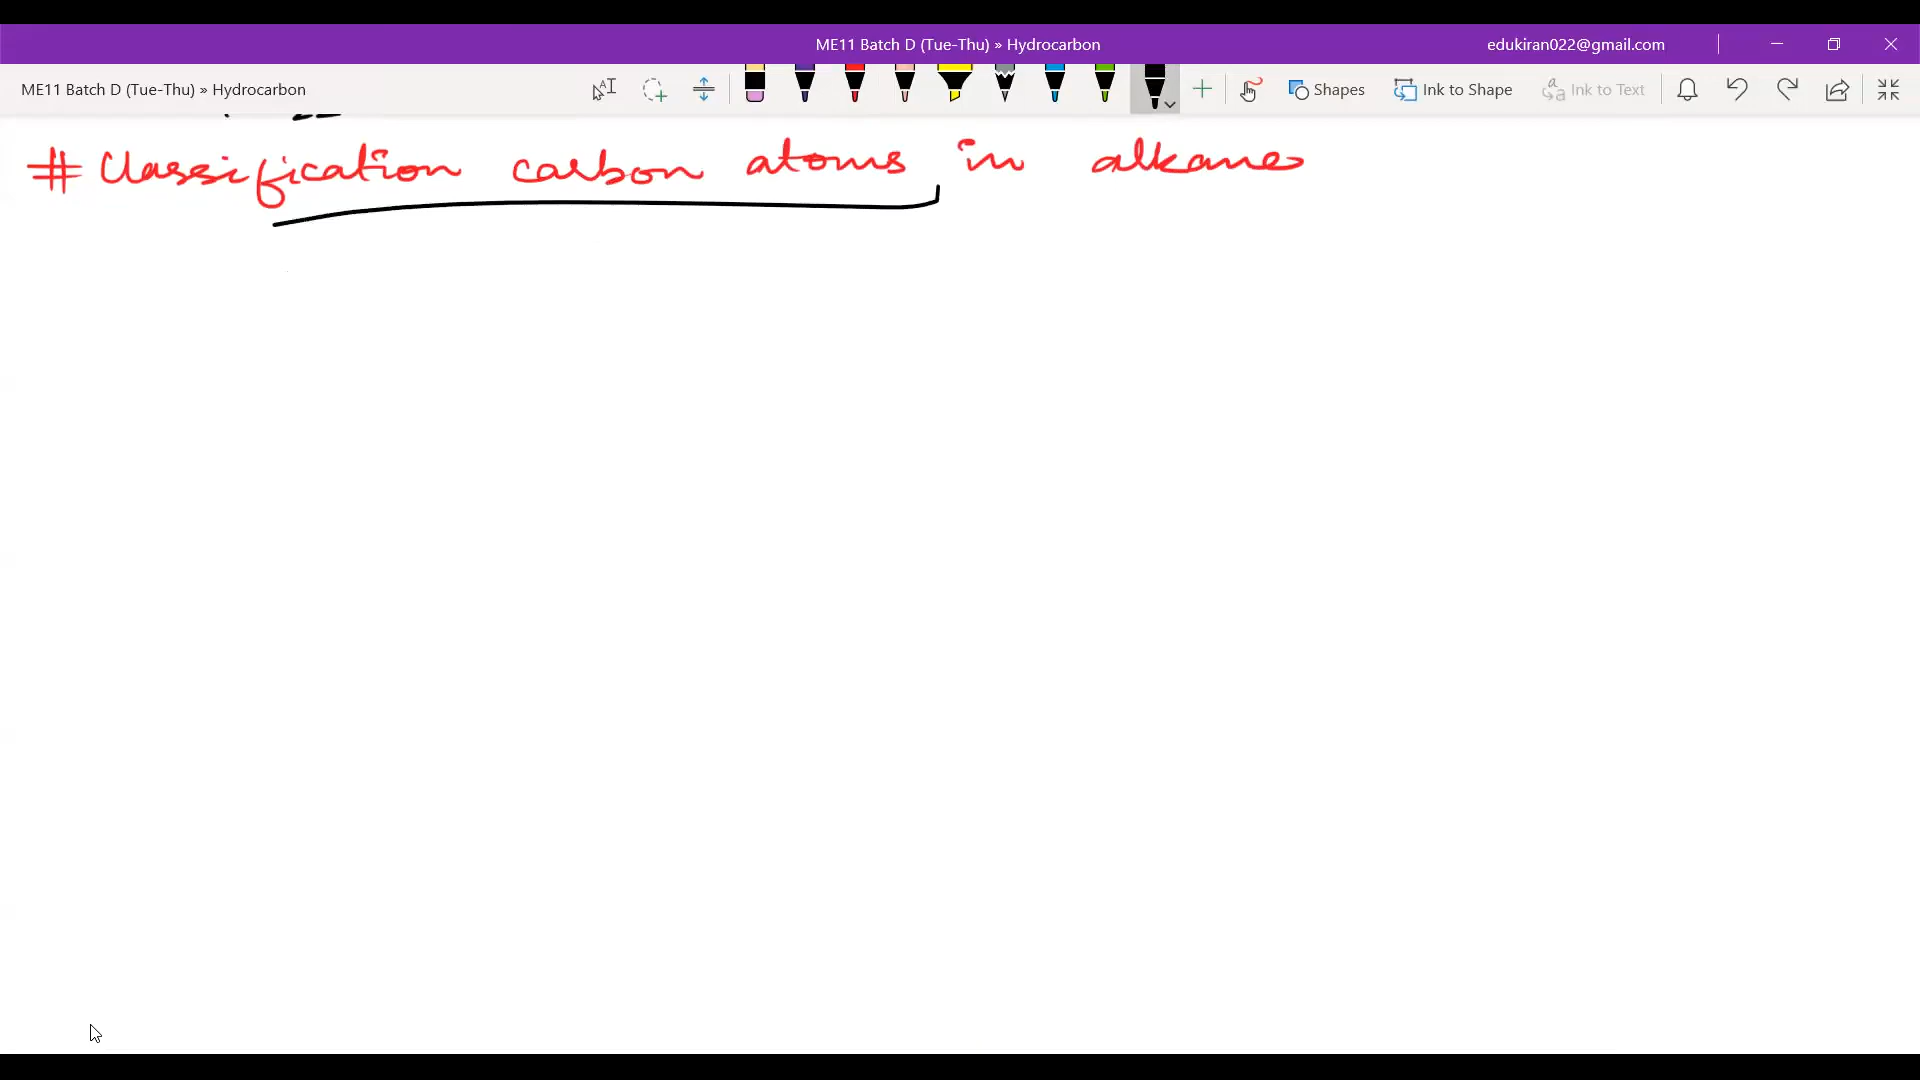 ME11 Batch D (Tue-Thu) » Hydrocarbon
edukiran022@gmail.com
ME11 Batch D (Tue-Thu) » Hydrocarbon
Shapes
Ink to Shape
Ink to Text
# Classification carbon atoms in alkanes